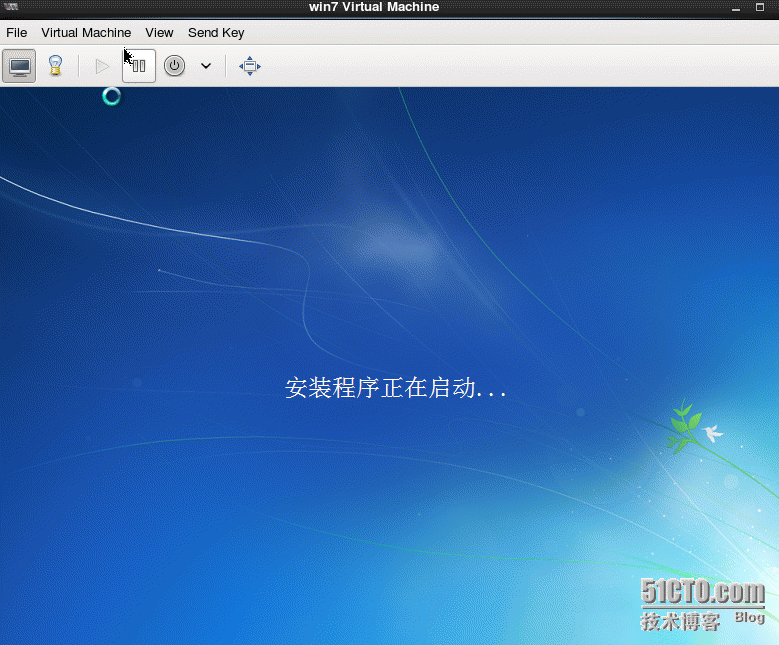 win7 Virtual Machine
File Virtual Machine View Send Key
安装程序正在启动...
51CTO.com
技术博客 Blog